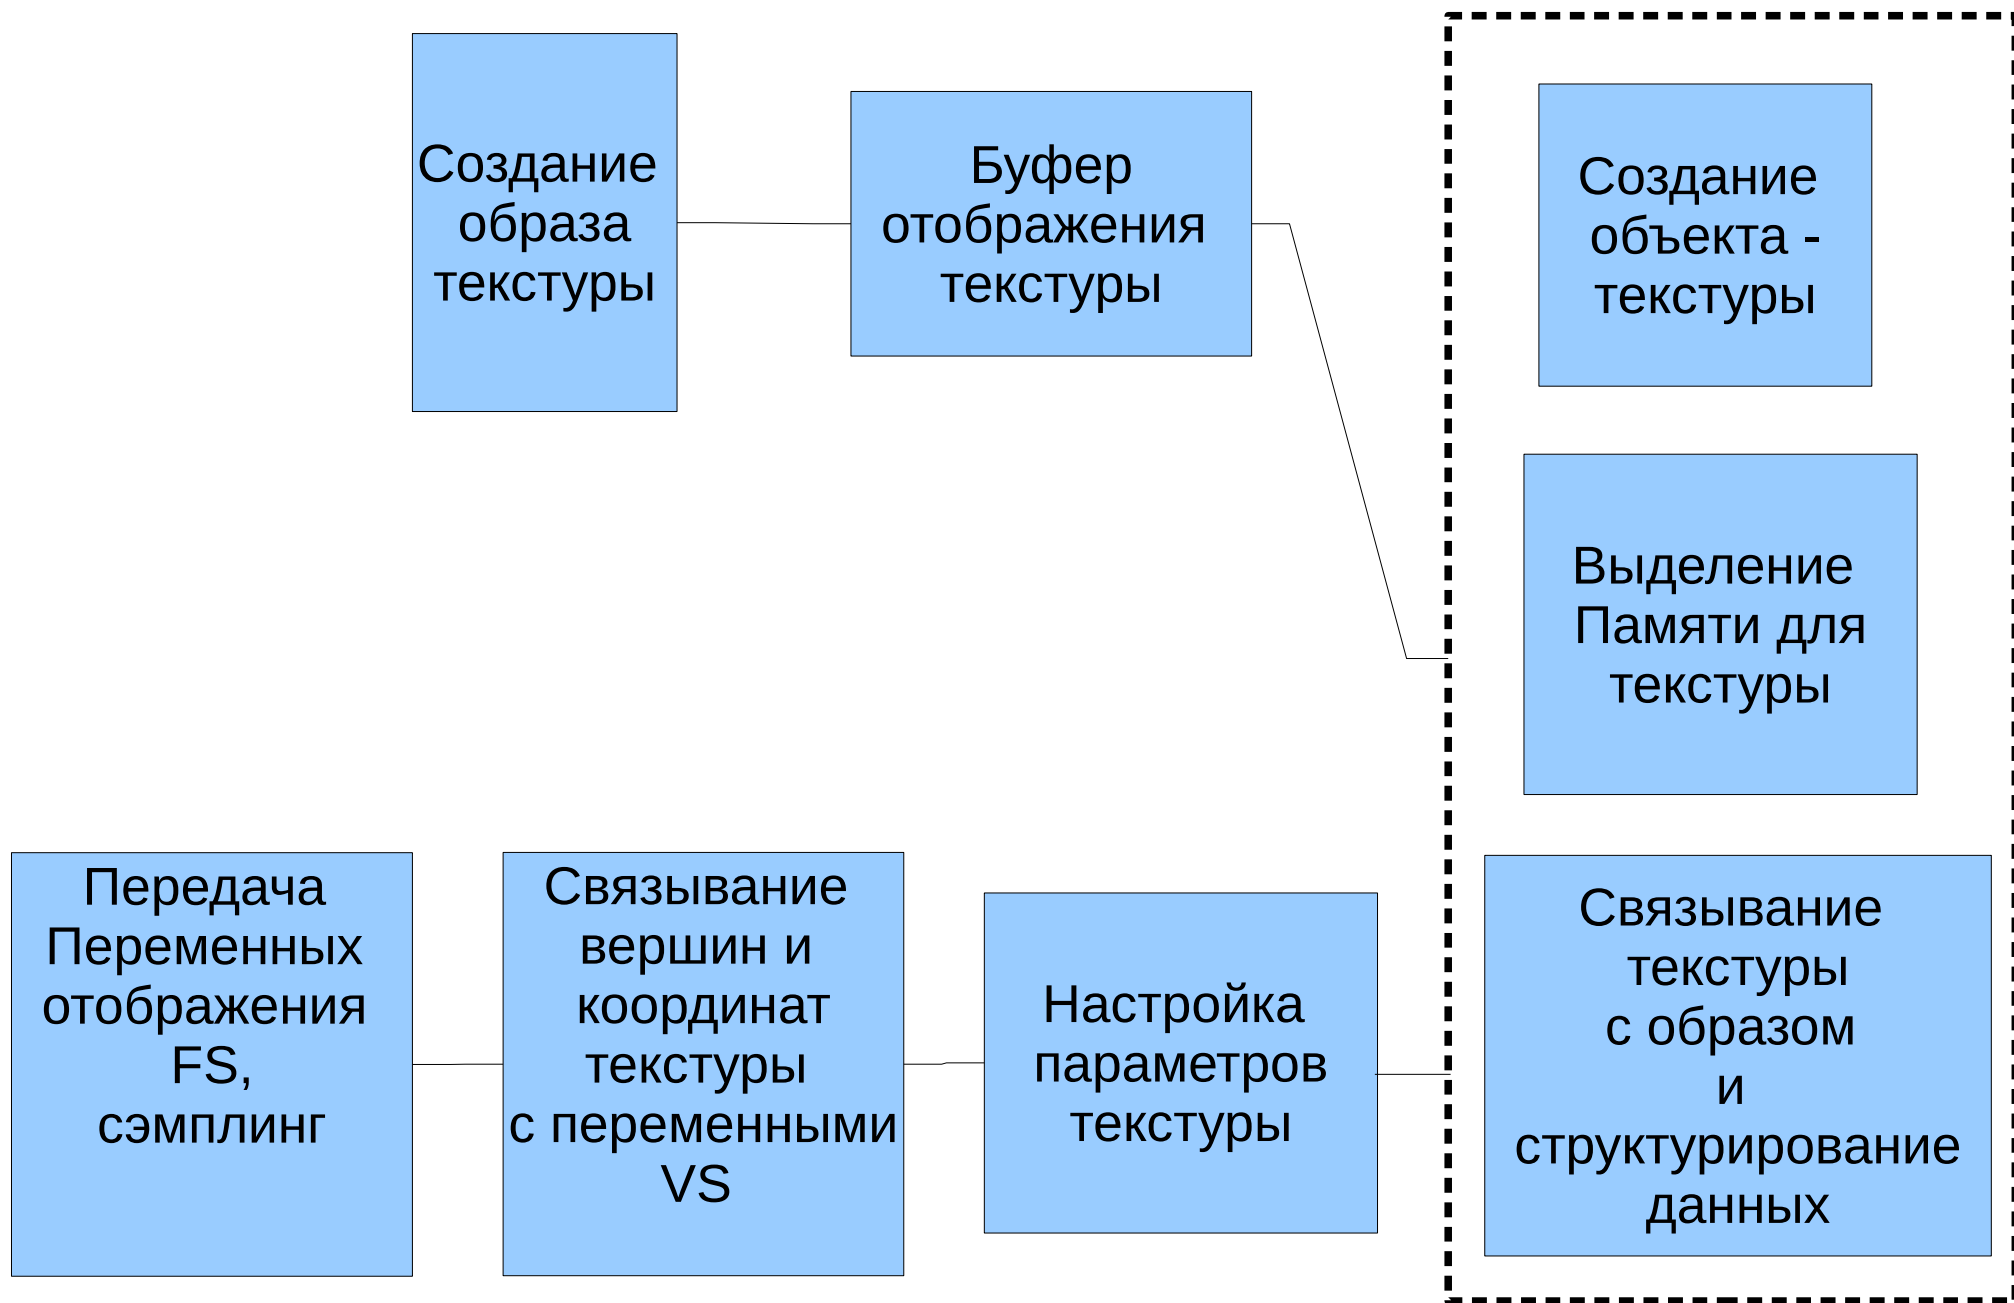 Создание
образа
текстуры
Буфер
отображения
текстуры
Создание
объекта -
текстуры
Выделение
Памяти для
текстуры
Передача
Переменных
отображения
FS,
сэмплинг
Связывание
вершин и
координат
текстуры
с переменными
VS
Настройка
параметров
текстуры
Связывание
текстуры
с образом
и
структурирование
данных